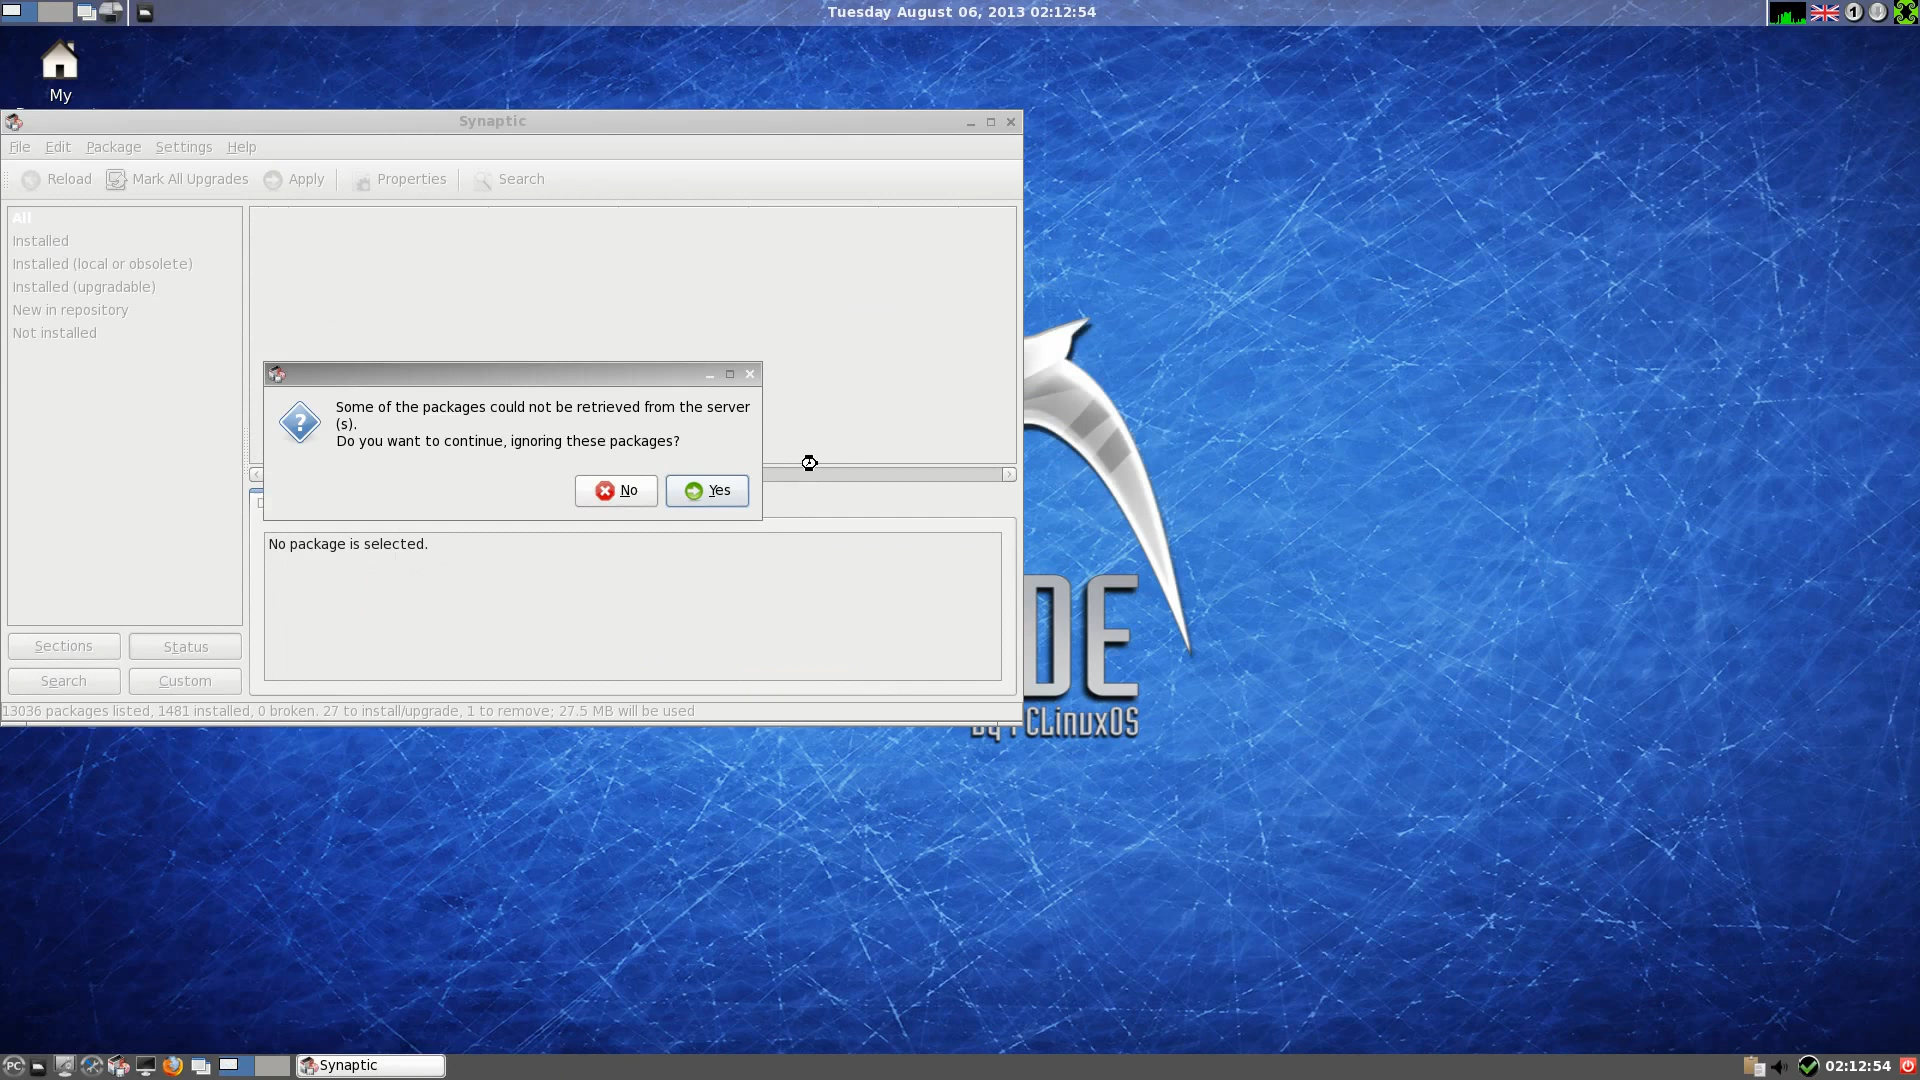 Tuesday August 06, 2013 02:12:54
1
My
Synaptic
File Edit Package Settings Help
Reload Mark All Upgrades Apply Properties Search
All
Installed
Installed (local or obsolete)
Installed (upgradable)
New in repository
Not installed
Some of the packages could not be retrieved from the server
(s).
Do you want to continue, ignoring these packages?
No Yes
No package is selected.
Sections Status
Search Custom
13036 packages listed, 1481 installed, 0 broken. 27 to install/upgrade, 1 to remove; 27.5 MB will be used
DE
by PCLinuxOS
PC Synaptic 02:12:54